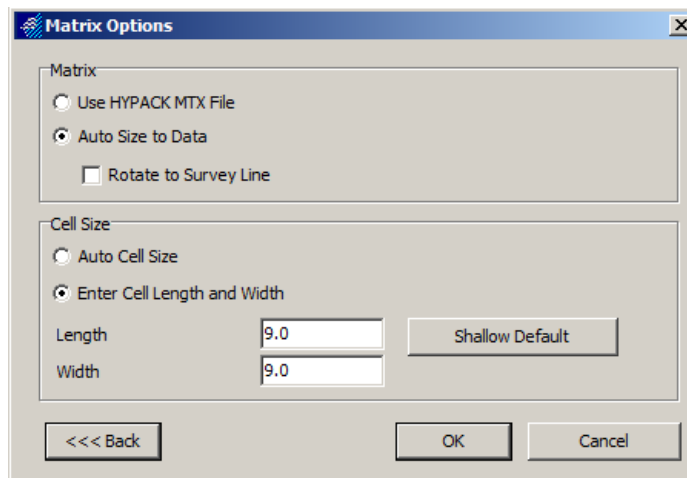 Matrix Options
Matrix
Use HYPACK MTX File
Auto Size to Data
Rotate to Survey Line
Cell Size
Auto Cell Size
Enter Cell Length and Width
Length 9.0 Shallow Default
Width 9.0
<<< Back OK Cancel